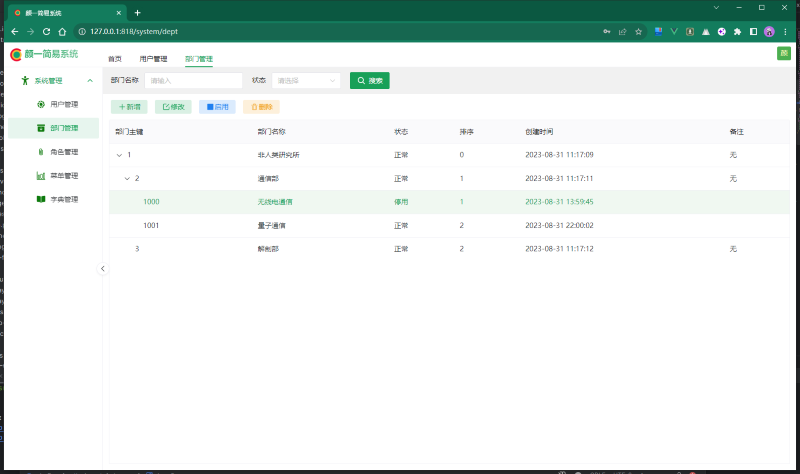 颜一简易系统
127.0.0.1:818/system/dept
颜一简易系统
首页 用户管理 部门管理
颜
系统管理
用户管理
部门管理
角色管理
菜单管理
字典管理
部门名称 请输入 状态 请选择 搜索
新增 修改 启用 删除
部门主键 部门名称 状态 排序 创建时间 备注
1 非人类研究所 正常 0 2023-08-31 11:17:09 无
2 通信部 正常 1 2023-08-31 11:17:11 无
1000 无线电通信 停用 1 2023-08-31 13:59:45
1001 量子通信 正常 2 2023-08-31 22:00:02
3 解剖部 正常 2 2023-08-31 11:17:12 无